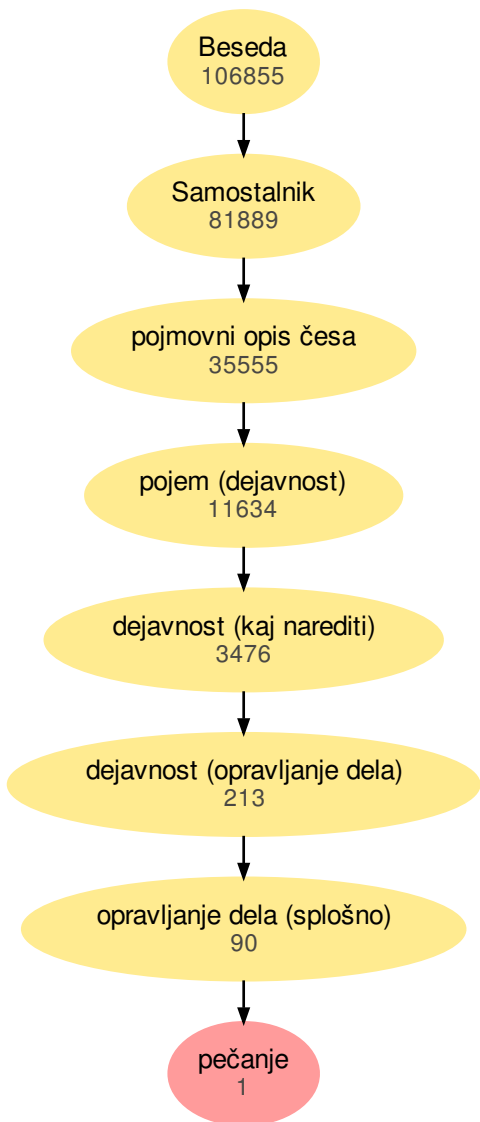 Beseda
106855
Samostalnik
81889
pojmovni opis česa
35555
pojem (dejavnost)
11634
dejavnost (kaj narediti)
3476
dejavnost (opravljanje dela)
213
opravljanje dela (splošno)
90
pečanje
1